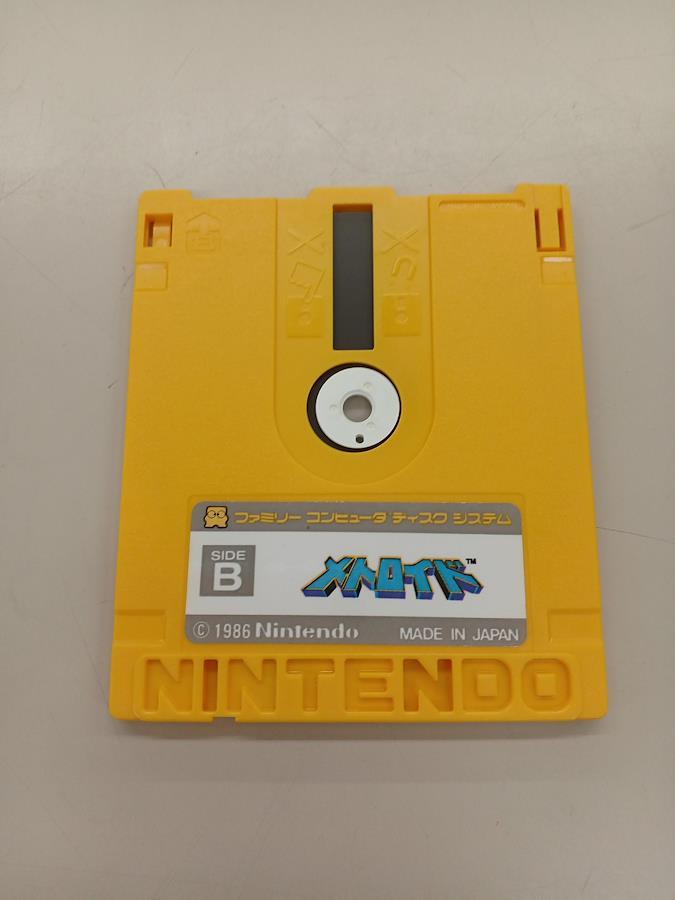 ファミリー コンピュータ ディスク システム
SIDE
B
メトロイド™
© 1986 Nintendo MADE IN JAPAN
NINTENDO